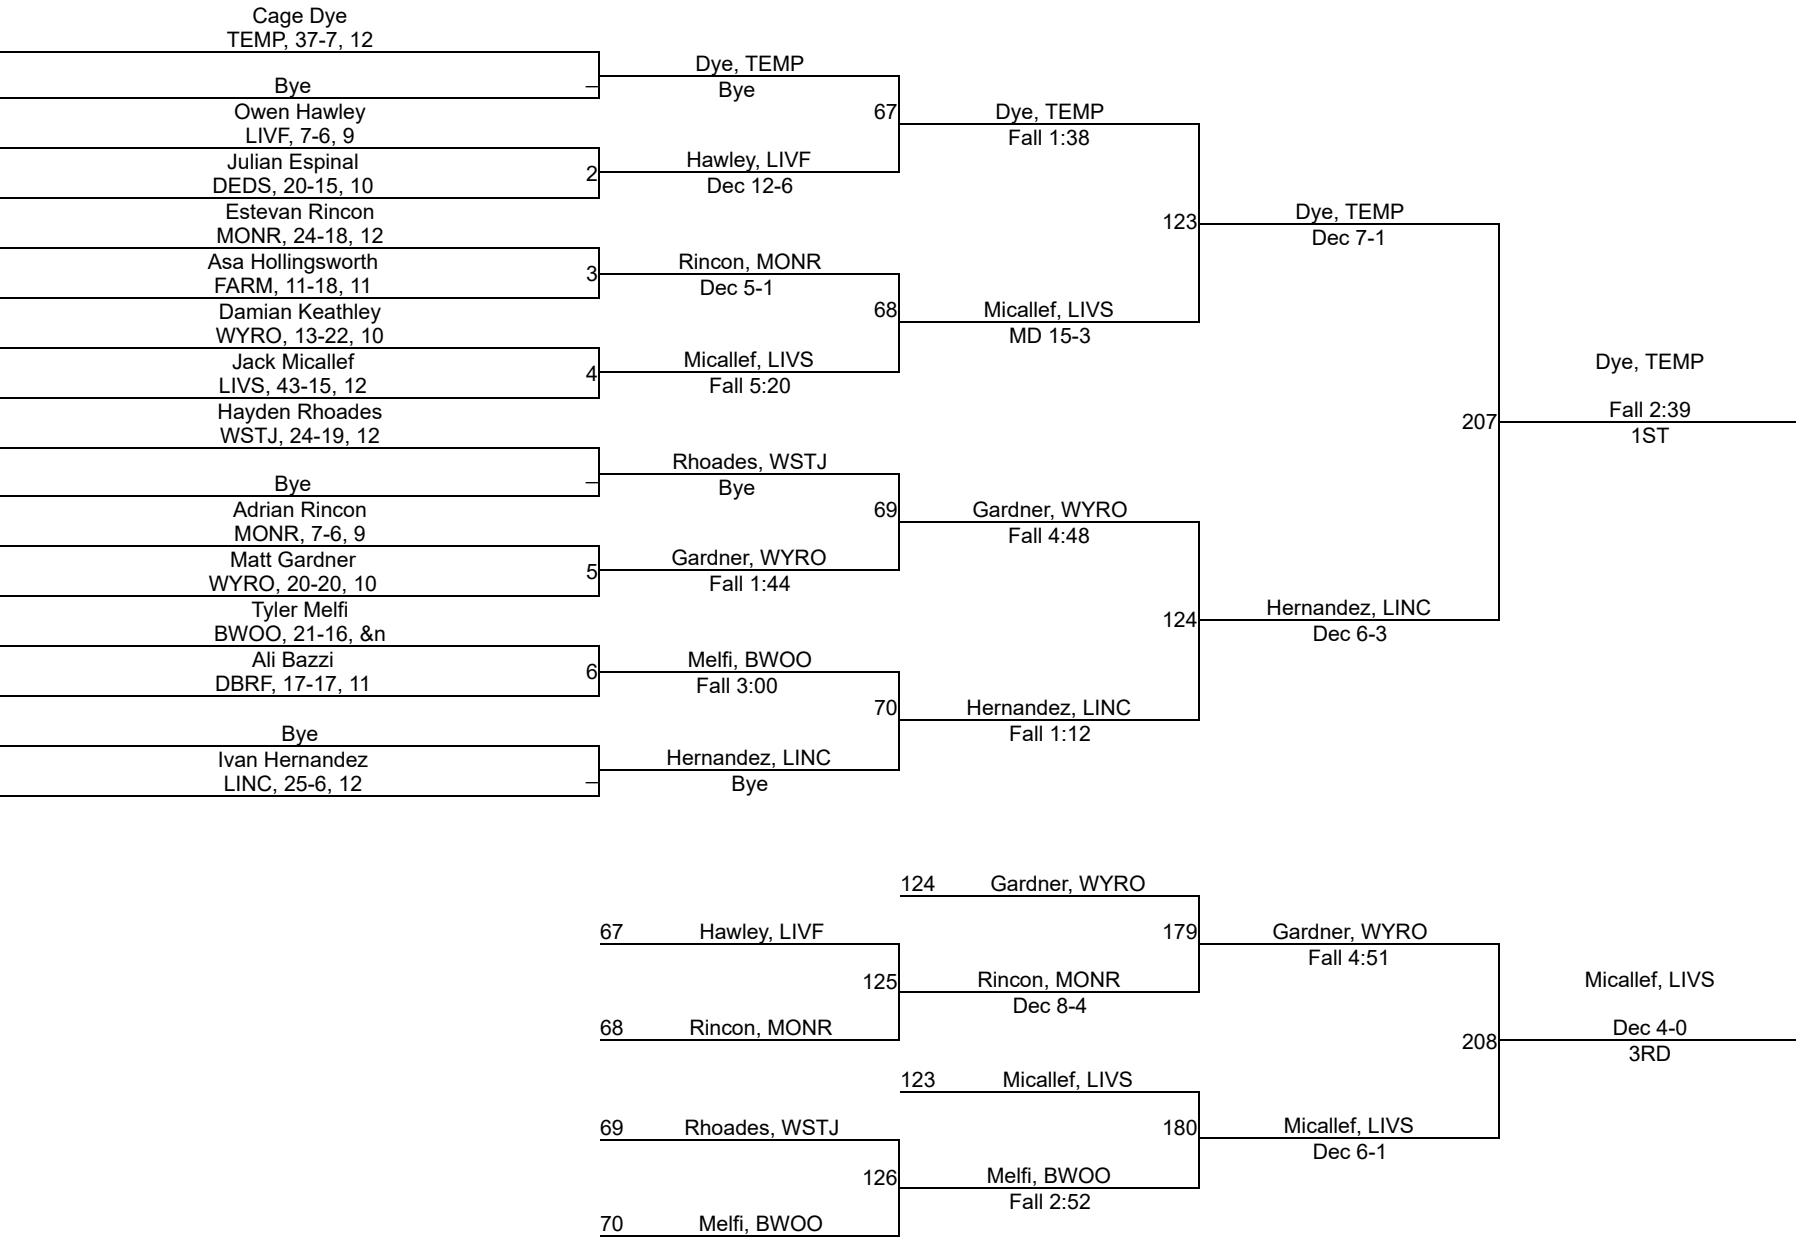 Cage Dye
TEMP, 37-7, 12
Bye
–
Owen Hawley
LIVF, 7-6, 9
Julian Espinal
DEDS, 20-15, 10
2
Estevan Rincon
MONR, 24-18, 12
Asa Hollingsworth
FARM, 11-18, 11
3
Damian Keathley
WYRO, 13-22, 10
Jack Micallef
LIVS, 43-15, 12
4
Hayden Rhoades
WSTJ, 24-19, 12
Bye
–
Adrian Rincon
MONR, 7-6, 9
Matt Gardner
WYRO, 20-20, 10
5
Tyler Melfi
BWOO, 21-16, &n
Ali Bazzi
DBRF, 17-17, 11
6
Bye
Ivan Hernandez
LINC, 25-6, 12
–
Dye, TEMP
Bye
67
Hawley, LIVF
Dec 12-6
Rincon, MONR
Dec 5-1
68
Micallef, LIVS
Fall 5:20
Rhoades, WSTJ
Bye
69
Gardner, WYRO
Fall 1:44
Melfi, BWOO
Fall 3:00
70
Hernandez, LINC
Bye
Dye, TEMP
Fall 1:38
123
Micallef, LIVS
MD 15-3
Gardner, WYRO
Fall 4:48
124
Hernandez, LINC
Fall 1:12
Dye, TEMP
Dec 7-1
207
Hernandez, LINC
Dec 6-3
Dye, TEMP
Fall 2:39
1ST
124 Gardner, WYRO
67 Hawley, LIVF
179
Gardner, WYRO
Fall 4:51
125
Rincon, MONR
Dec 8-4
68 Rincon, MONR
Micallef, LIVS
Dec 4-0
208
3RD
123 Micallef, LIVS
69 Rhoades, WSTJ
180
Micallef, LIVS
Dec 6-1
126
Melfi, BWOO
Fall 2:52
70 Melfi, BWOO